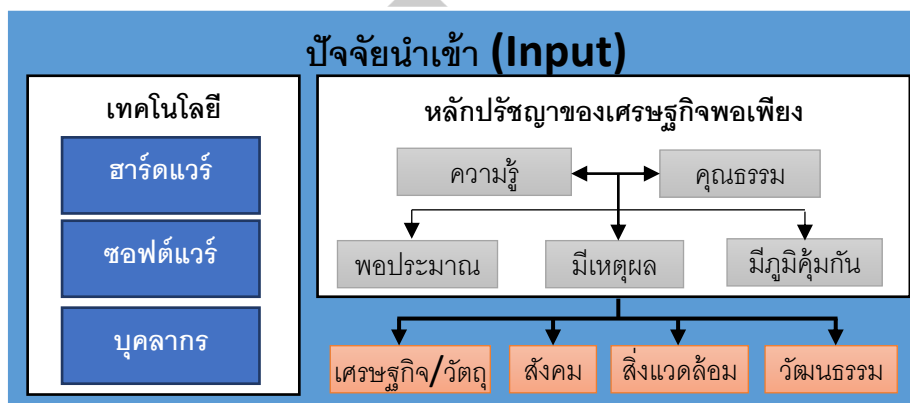 ปัจจัยนำเข้า (Input)
เทคโนโลยี
ฮาร์ดแวร์
ซอฟต์แวร์
บุคลากร
หลักปรัชญาของเศรษฐกิจพอเพียง
ความรู้
คุณธรรม
พอประมาณ
มีเหตุผล
มีภูมิคุ้มกัน
เศรษฐกิจ/วัตถุ
สังคม
สิ่งแวดล้อม
วัฒนธรรม